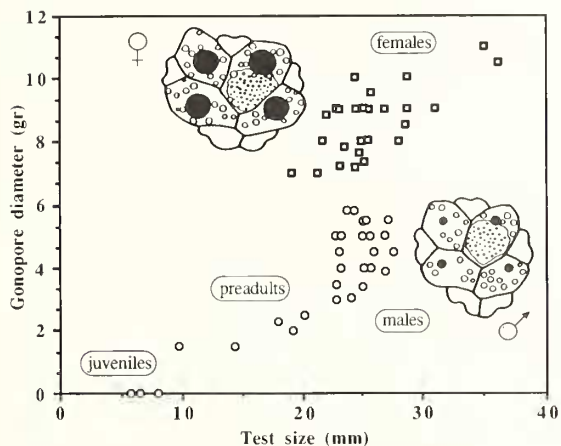 12
10
8
6
4
2
0
Gonopore diameter (gr)
females
preadults
males
juveniles
0
10
20
30
40
Test size (mm)